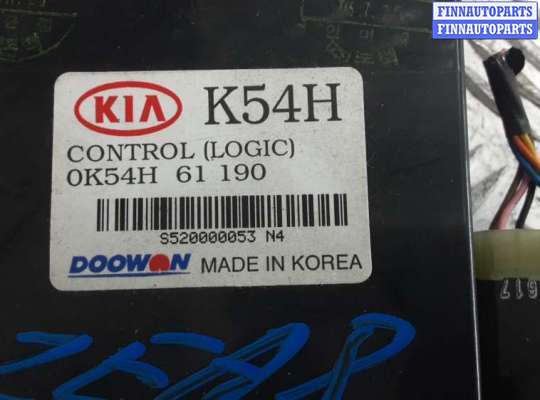 FINNAUTOPARTS
FINNAUTOPARTS
KIA K54H
CONTROL (LOGIC)
0K54H 61 190
S520000053 N4
DOOWON MADE IN KOREA